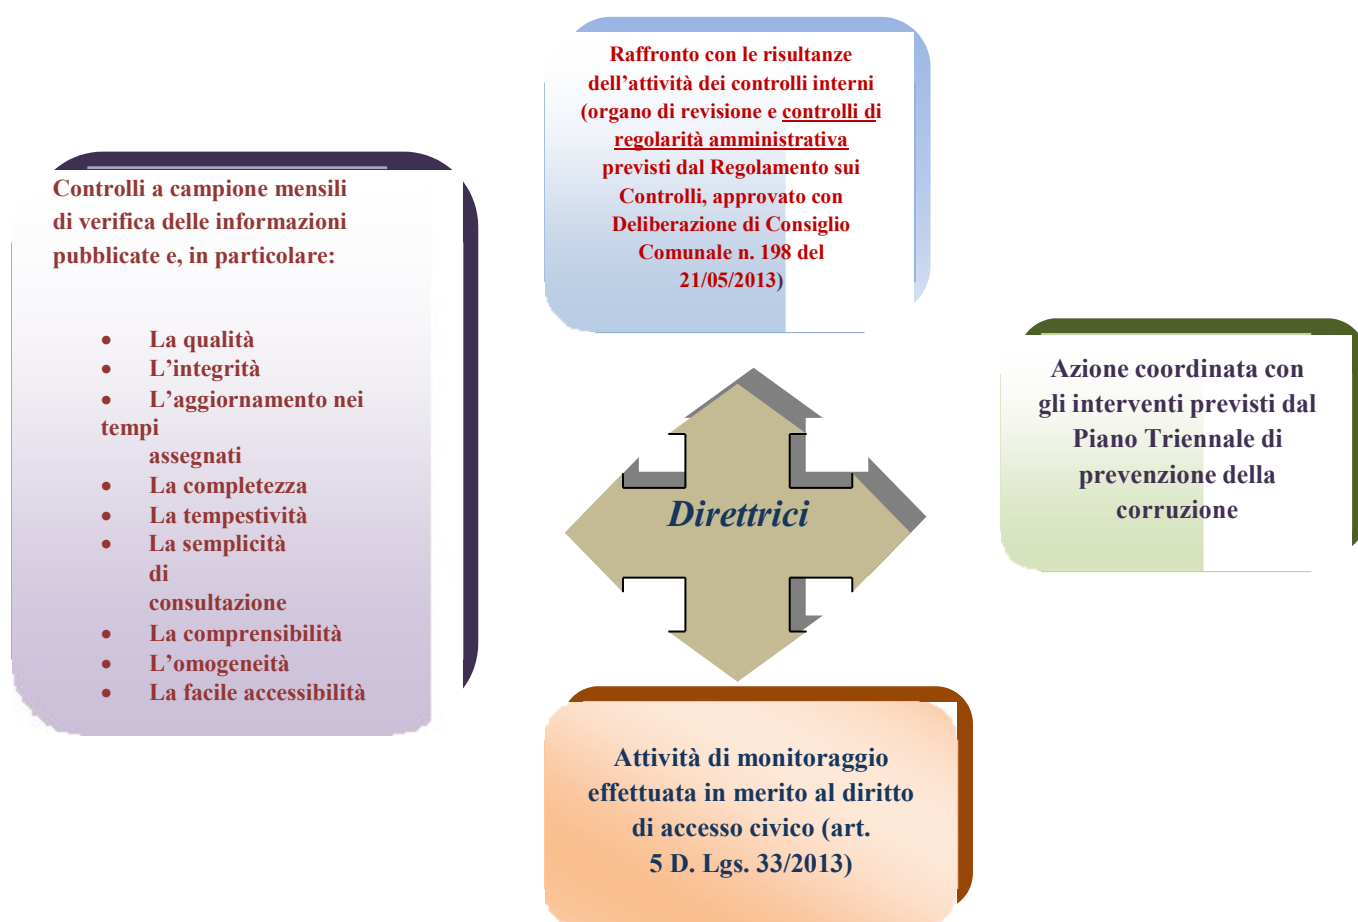 Raffronto con le risultanze
dell’attività dei controlli interni
(organo di revisione e controlli di
regolarità amministrativa
previsti dal Regolamento sui
Controlli, approvato con
Deliberazione di Consiglio
Comunale n. 198 del
21/05/2013)
Controlli a campione mensili
di verifica delle informazioni
pubblicate e, in particolare:
• La qualità
• L’integrità
• L’aggiornamento nei
tempi
assegnati
• La completezza
• La tempestività
• La semplicità
di
consultazione
• La comprensibilità
• L’omogeneità
• La facile accessibilità
Direttrici
Azione coordinata con
gli interventi previsti dal
Piano Triennale di
prevenzione della
corruzione
Attività di monitoraggio
effettuata in merito al diritto
di accesso civico (art.
5 D. Lgs. 33/2013)